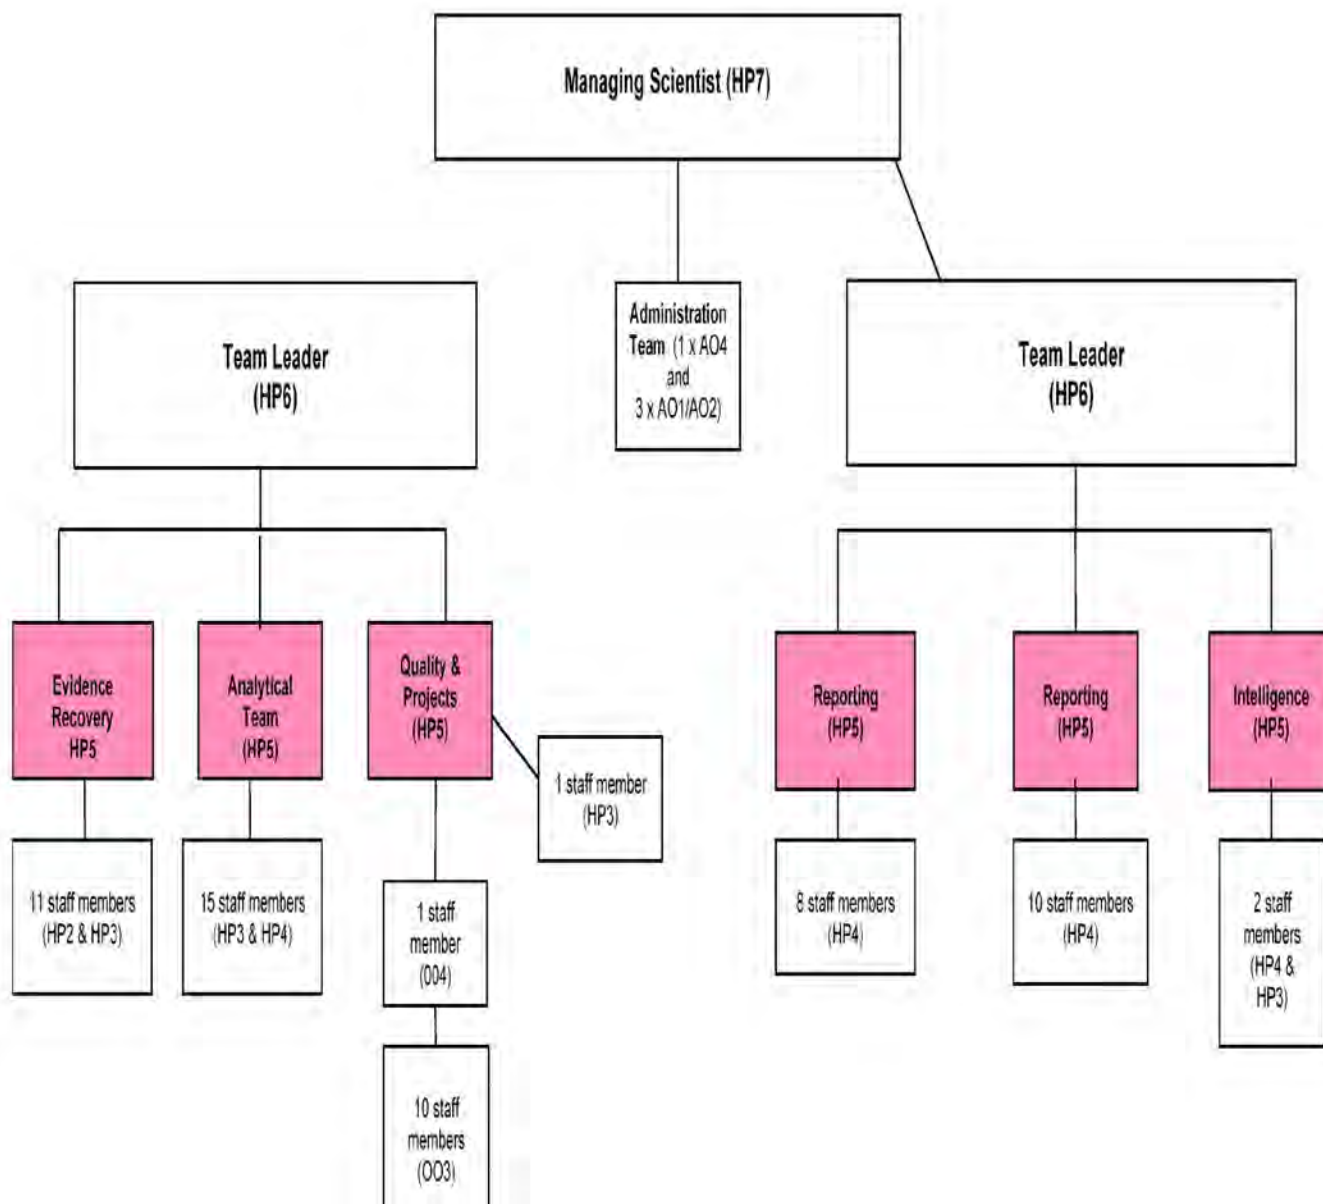 Managing Scientist (HP7)
Administration
Team (1 x AO4
and
3 x AO1/AO2)
Team Leader
(HP6)
Team Leader
(HP6)
Evidence
Recovery
HP5
Analytical
Team
(HP5)
Quality &
Projects
(HP5)
1 staff member
(HP3)
Reporting
(HP5)
Reporting
(HP5)
Intelligence
(HP5)
11 staff members
(HP2 & HP3)
15 staff members
(HP3 & HP4)
1 staff
member
(004)
10 staff
members
(OO3)
8 staff members
(HP4)
10 staff members
(HP4)
2 staff
members
(HP4 &
HP3)